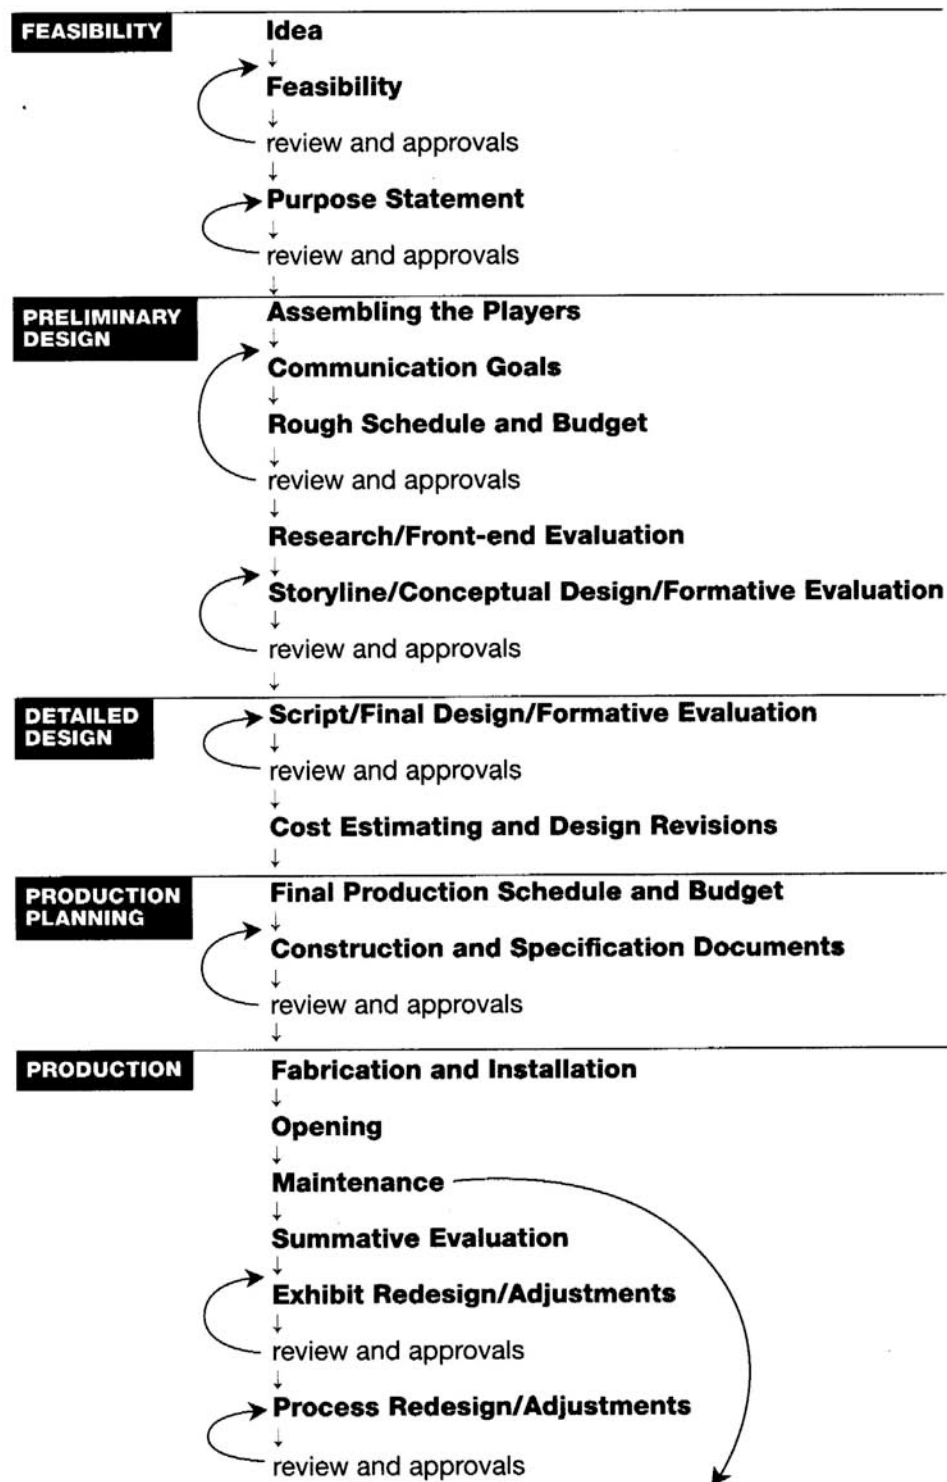 FEASIBILITY
Idea
Feasibility
review and approvals
Purpose Statement
review and approvals
PRELIMINARY
DESIGN
Assembling the Players
Communication Goals
Rough Schedule and Budget
review and approvals
Research/Front-end Evaluation
Storyline/Conceptual Design/Formative Evaluation
review and approvals
DETAILED
DESIGN
Script/Final Design/Formative Evaluation
review and approvals
Cost Estimating and Design Revisions
PRODUCTION
PLANNING
Final Production Schedule and Budget
Construction and Specification Documents
review and approvals
PRODUCTION
Fabrication and Installation
Opening
Maintenance
Summative Evaluation
Exhibit Redesign/Adjustments
review and approvals
Process Redesign/Adjustments
review and approvals